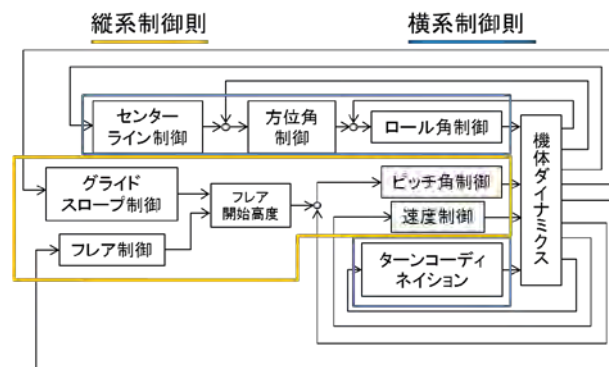 縦系制御則
横系制御則
センター
ライン制御
方位角
制御
ロール角制御
グライド
スロープ制御
フレア
開始高度
ピッチ角制御
速度制御
フレア制御
ターンコーディ
ネイション
機体ダイナミクス